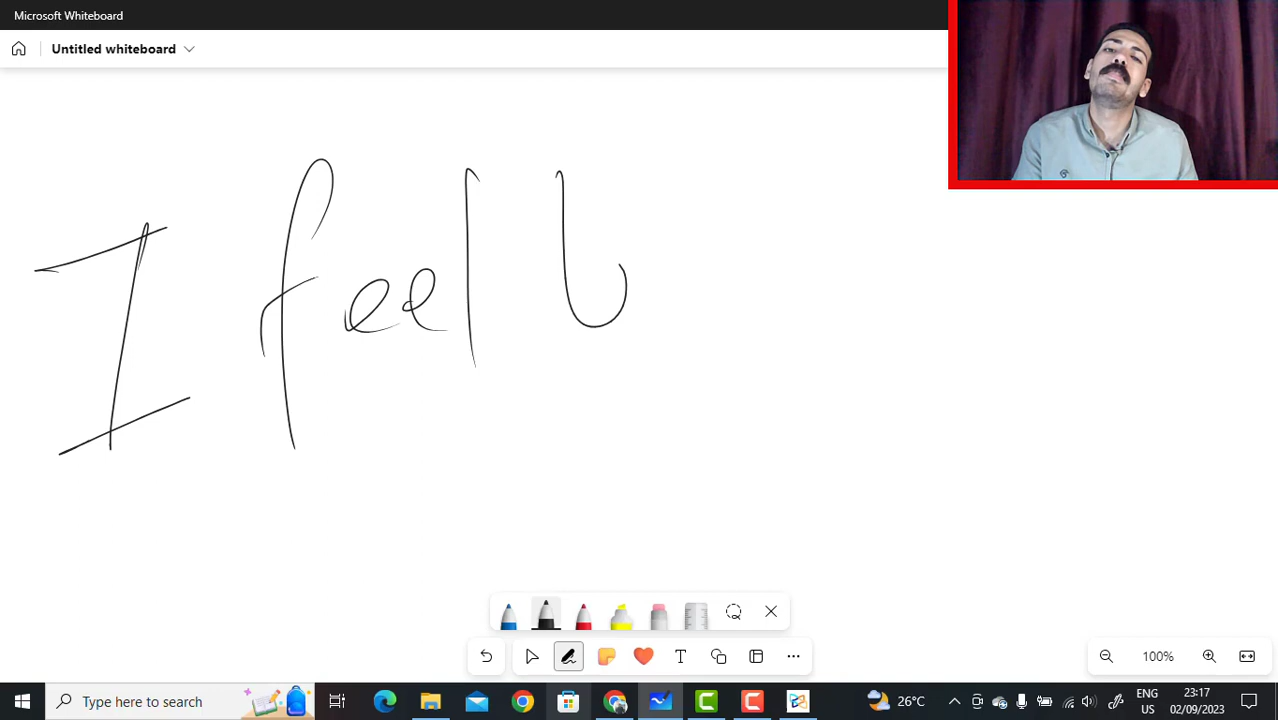 Microsoft Whiteboard
Untitled whiteboard
I feel
T
100%
Type here to search
26°C
ENG
US
23:17
02/09/2023